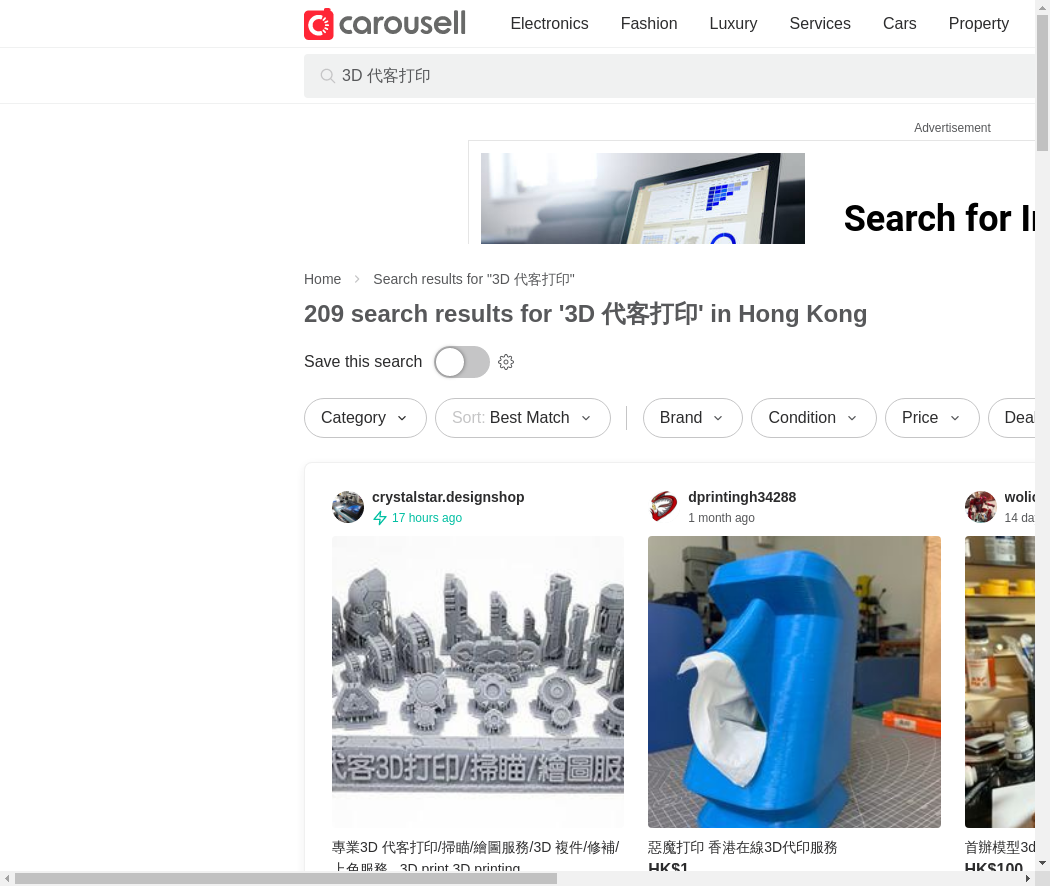 carousell
Electronics
Fashion
Luxury
Services
Cars
Property
3D 代客打印
Advertisement
Search for I
Home
Search results for "3D 代客打印"
209 search results for '3D 代客打印' in Hong Kong
Save this search
Category
Sort: Best Match
Brand
Condition
Price
Deal
crystalstar.designshop
17 hours ago
dprintingh34288
1 month ago
14 da
代客3D打印/掃瞄/繪圖服
專業3D 代客打印/掃瞄/繪圖服務/3D 複件/修補/
上色服務 3D print 3D printing
惡魔打印 香港在線3D代印服務
HK$1
首辦模型3d
HK$100